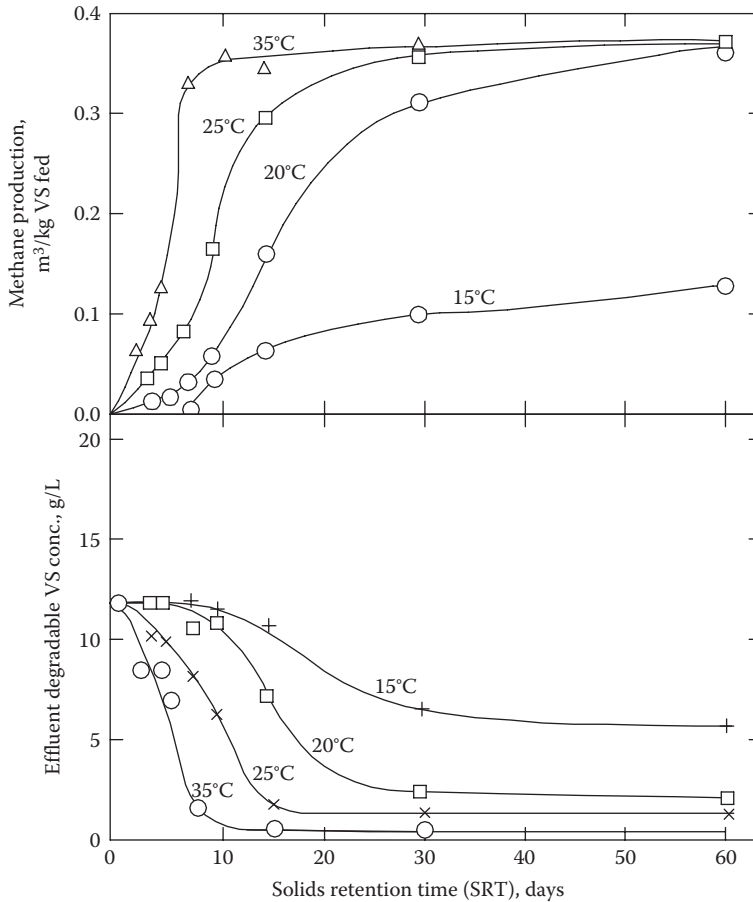 0.4
35°C
0.3
25°C
20°C
Methane production,
m³/kg VS fed
0.2
15°C
0.1
0.0
20
15
Effluent degradable VS conc., g/L
10
15°C
5
20°C
25°C
35°C
0
0 10 20 30 40 50 60
Solids retention time (SRT), days